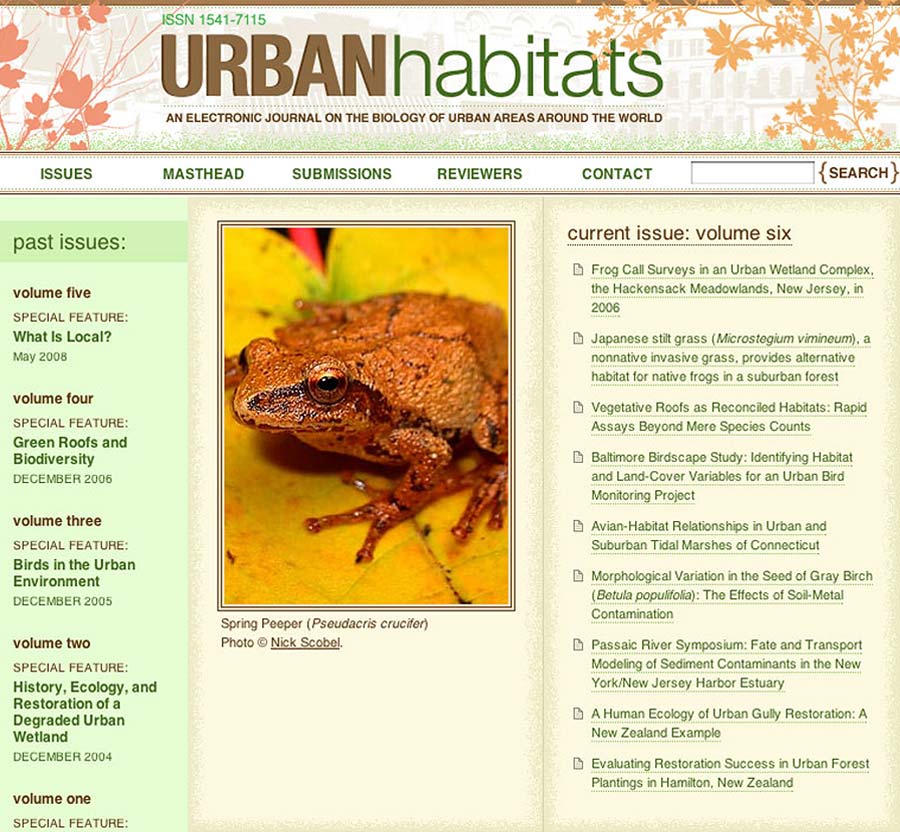 ISSN 1541-7115
URBANhabitats
AN ELECTRONIC JOURNAL ON THE BIOLOGY OF URBAN AREAS AROUND THE WORLD
ISSUES MASTHEAD SUBMISSIONS REVIEWERS CONTACT {SEARCH}
past issues:
volume five
SPECIAL FEATURE:
What Is Local?
May 2008
volume four
SPECIAL FEATURE:
Green Roofs and
Biodiversity
DECEMBER 2006
volume three
SPECIAL FEATURE:
Birds in the Urban
Environment
DECEMBER 2005
volume two
SPECIAL FEATURE:
History, Ecology, and
Restoration of a
Degraded Urban
Wetland
DECEMBER 2004
volume one
SPECIAL FEATURE:
Spring Peeper (Pseudacris crucifer)
Photo © Nick Scobel.
current issue: volume six
Frog Call Surveys in an Urban Wetland Complex,
the Hackensack Meadowlands, New Jersey, in
2006
Japanese stilt grass (Microstegium vimineum), a
nonnative invasive grass, provides alternative
habitat for native frogs in a suburban forest
Vegetative Roofs as Reconciled Habitats: Rapid
Assays Beyond Mere Species Counts
Baltimore Birdscape Study: Identifying Habitat
and Land-Cover Variables for an Urban Bird
Monitoring Project
Avian-Habitat Relationships in Urban and
Suburban Tidal Marshes of Connecticut
Morphological Variation in the Seed of Gray Birch
(Betula populifolia): The Effects of Soil-Metal
Contamination
Passaic River Symposium: Fate and Transport
Modeling of Sediment Contaminants in the New
York/New Jersey Harbor Estuary
A Human Ecology of Urban Gully Restoration: A
New Zealand Example
Evaluating Restoration Success in Urban Forest
Plantings in Hamilton, New Zealand